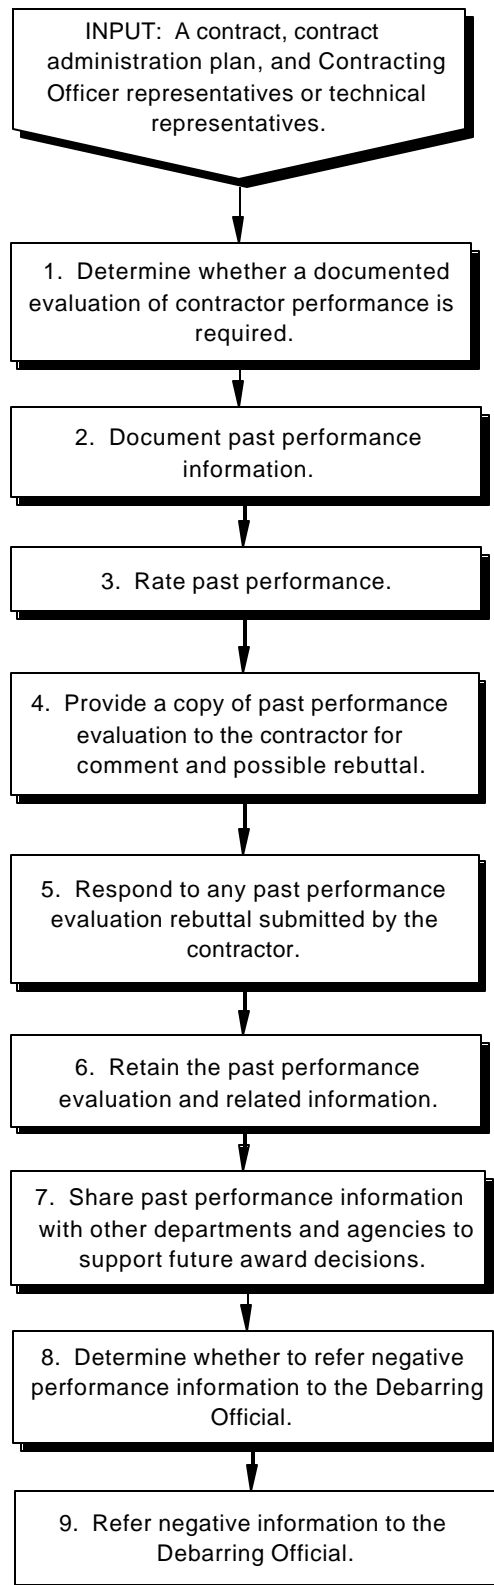 INPUT: A contract, contract
administration plan, and Contracting
Officer representatives or technical
representatives.
1. Determine whether a documented
evaluation of contractor performance is
required.
2. Document past performance
information.
3. Rate past performance.
4. Provide a copy of past performance
evaluation to the contractor for
comment and possible rebuttal.
5. Respond to any past performance
evaluation rebuttal submitted by the
contractor.
6. Retain the past performance
evaluation and related information.
7. Share past performance information
with other departments and agencies to
support future award decisions.
8. Determine whether to refer negative
performance information to the Debarring
Official.
9. Refer negative information to the
Debarring Official.